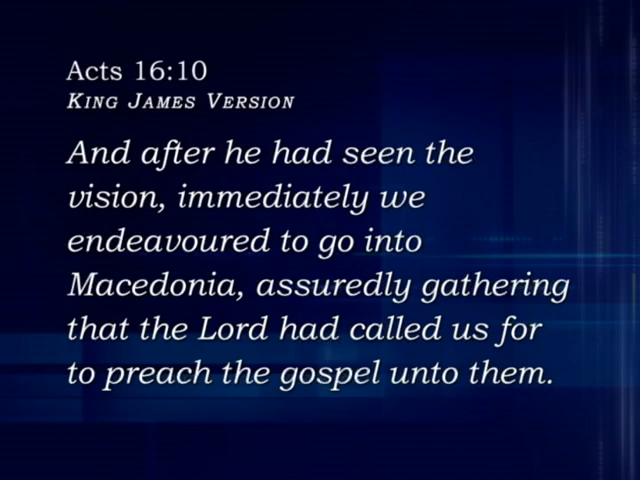 Acts 16:10
KING JAMES VERSION
And after he had seen the
vision, immediately we
endeavoured to go into
Macedonia, assuredly gathering
that the Lord had called us for
to preach the gospel unto them.